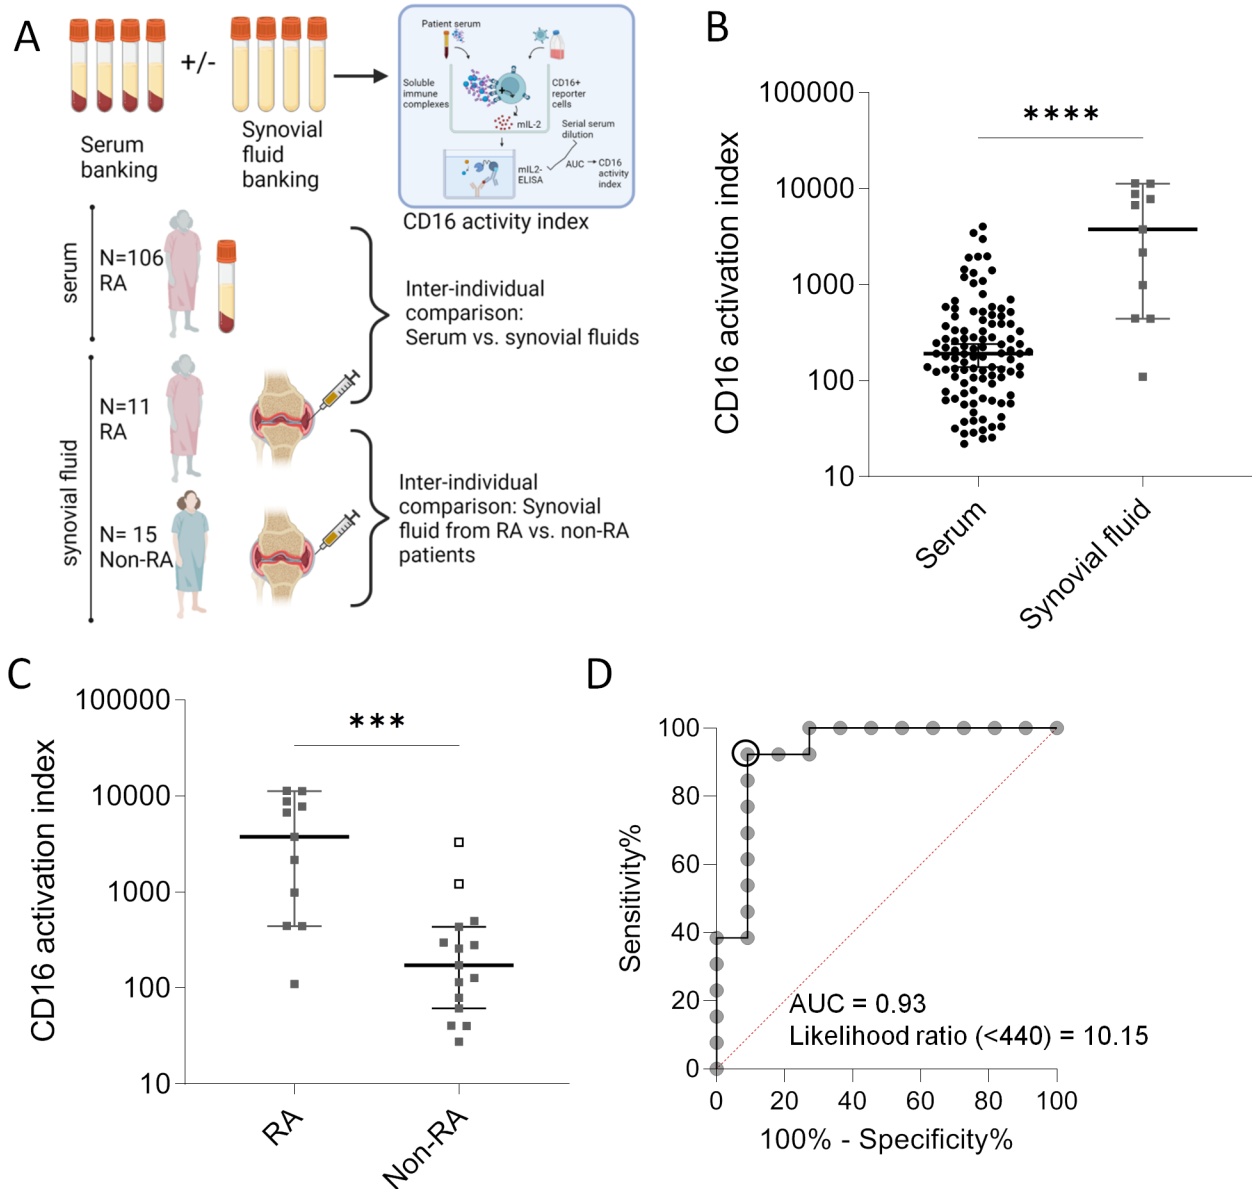 A
+/-
Serum
banking
Synovial
fluid
banking
Patient serum
Soluble
immune
complexes
CD16+
reporter
cells
mIL-2
Serial serum
dilution
mIL2-
ELISA
AUC
CD16
activity
index
CD16 activity index
serum
N=106
RA
Inter-individual
comparison:
Serum vs. synovial fluids
synovial fluid
N=11
RA
N= 15
Non-RA
Inter-individual
comparison: Synovial
fluid from RA vs. non-RA
patients
B
CD16 activation index
100000
10000
1000
100
10
****
Serum
Synovial fluid
C
CD16 activation index
100000
10000
1000
100
10
***
RA
Non-RA
D
Sensitivity%
100
80
60
40
20
0
AUC = 0.93
Likelihood ratio (<440) = 10.15
0 20 40 60 80 100
100% - Specificity%